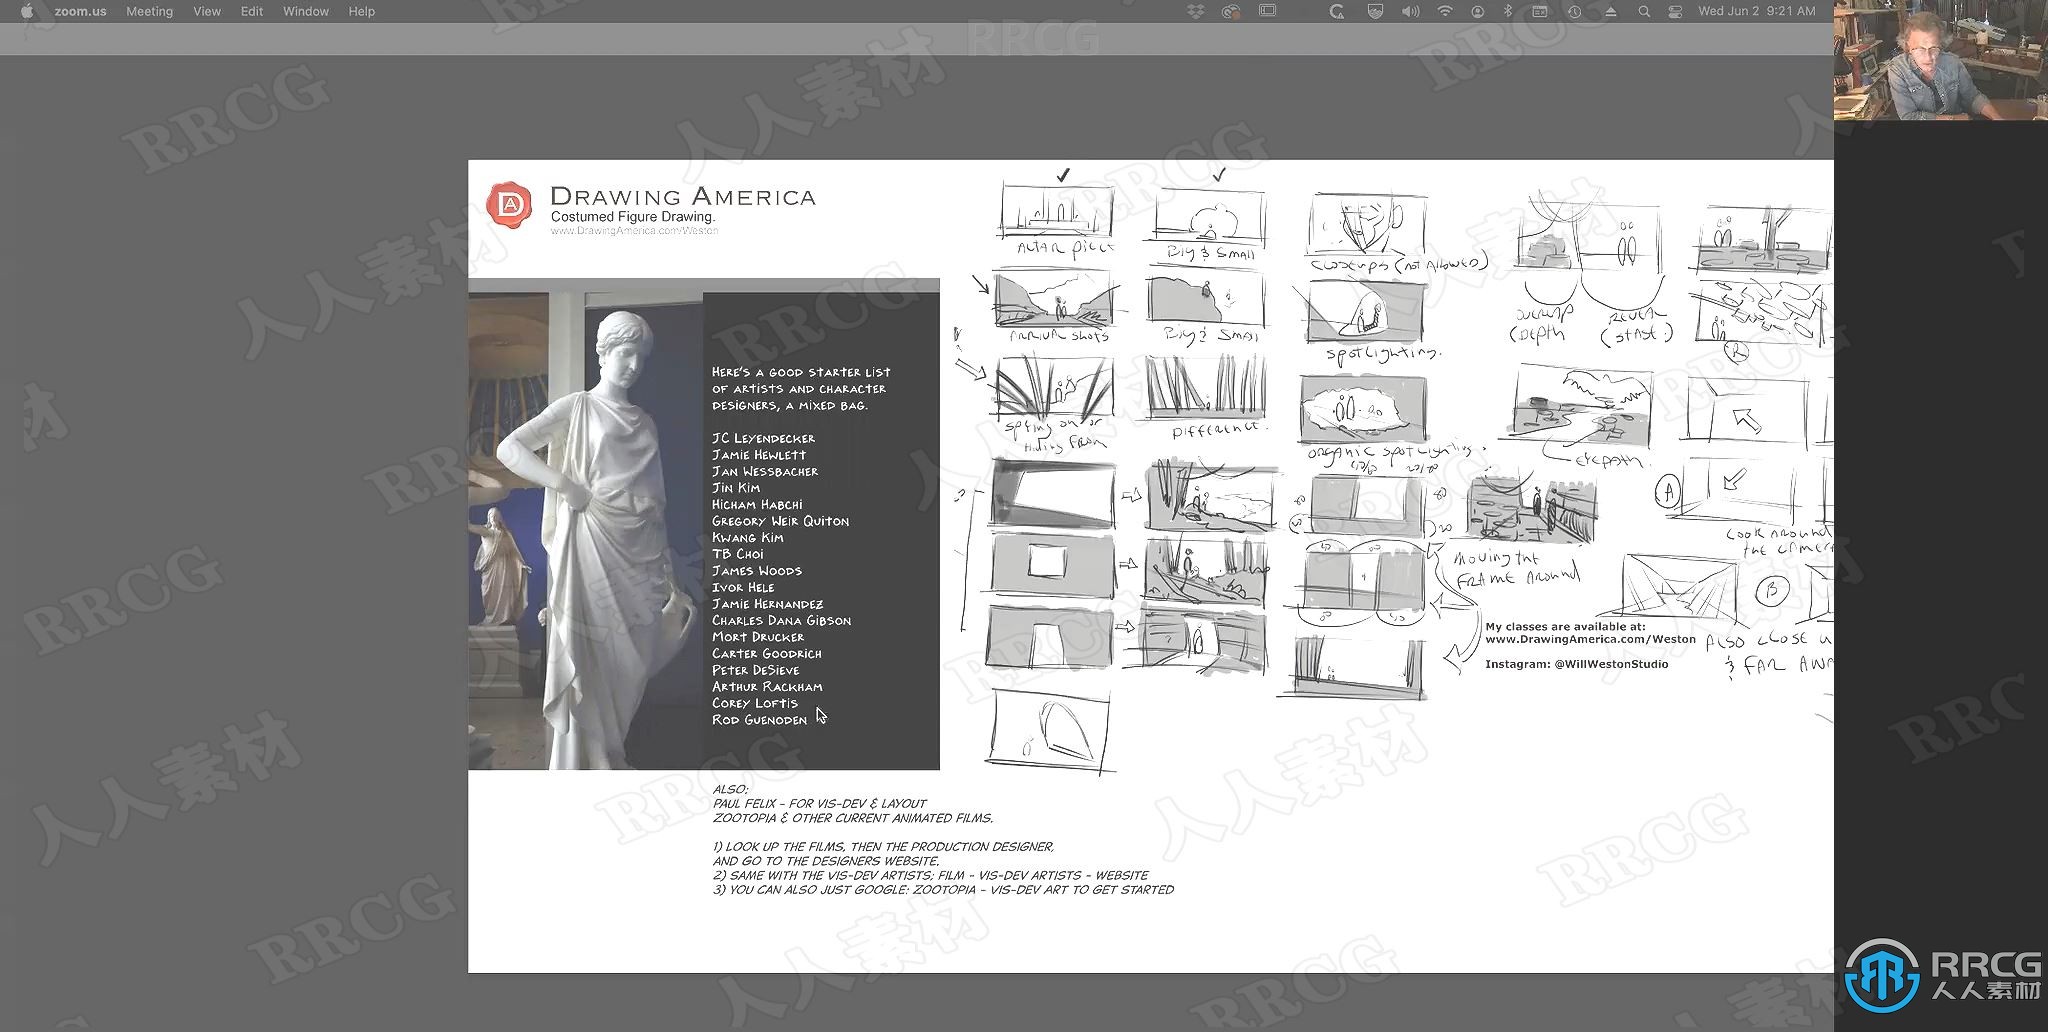 zoom.us Meeting View Edit Window Help
Wed Jun 2 9:21 AM
DRAWING AMERICA
Costumed Figure Drawing.
www.DrawingAmerica.com/Weston
HERE'S A GOOD STARTER LIST
OF ARTISTS AND CHARACTER
DESIGNERS, A MIXED BAG.
JC LEYENDECKER
JAMIE HEWLETT
JAN WESSBACHER
JIN KIM
HICHAM HABCHI
GREGORY WEIR QUITON
KWANG KIM
TB CHOI
JAMES WOODS
IVOR HELE
JAMIE HERNANDEZ
CHARLES DANA GIBSON
MORT DRUCKER
CARTER GOODRICH
PETER DESIEVE
ARTHUR RACKHAM
COREY LOFTIS
ROD GUENODEN
ALSO;
PAUL FELIX - FOR VIS-DEV & LAYOUT
ZOOTOPIA & OTHER CURRENT ANIMATED FILMS.
1) LOOK UP THE FILMS, THEN THE PRODUCTION DESIGNER,
AND GO TO THE DESIGNERS WEBSITE.
2) SAME WITH THE VIS-DEV ARTISTS; FILM - VIS-DEV ARTISTS - WEBSITE
3) YOU CAN ALSO JUST GOOGLE: ZOOTOPIA - VIS-DEV ART TO GET STARTED
ALTAR PIECE
Big & Small
CLOSEUPS (NOT ALLOWED)
ARRIVAL SHOTS
Big & Small
SPOTLIGHTING.
OVERLAP
(DEPTH
REVEAL
(STAGE)
R
SPYING ON OR
HIDING FROM
DIFFERENCE.
ORGANIC SPOTLIGHTING.
EYEPATH.
A
LOOK AROUND
THE CAMERA
MOVING THE
FRAME AROUND
B
ALSO CLOSE U
& FAR AWA
My classes are available at:
www.DrawingAmerica.com/Weston
Instagram: @WillWestonStudio
RRCG
人人素材